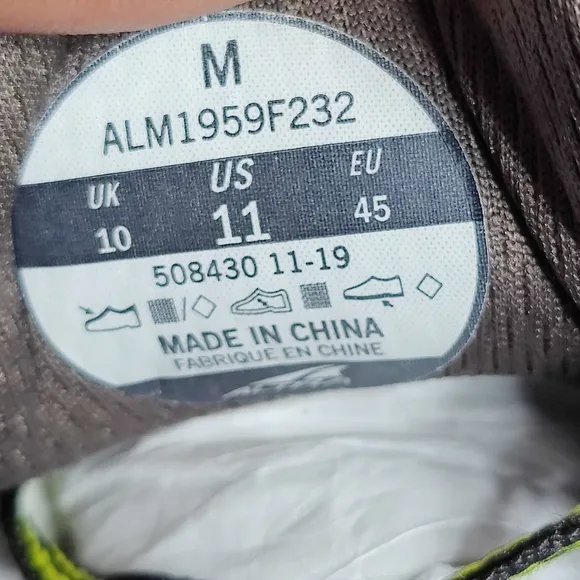 M
ALM1959F232
UK US EU
10 11 45
508430 11-19
MADE IN CHINA
FABRIQUE EN CHINE